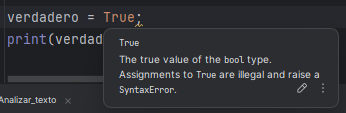 verdadero = True;
print(verdad
True
The true value of the bool type.
Assignments to True are illegal and raise a
SyntaxError.
Analizar_texto ×